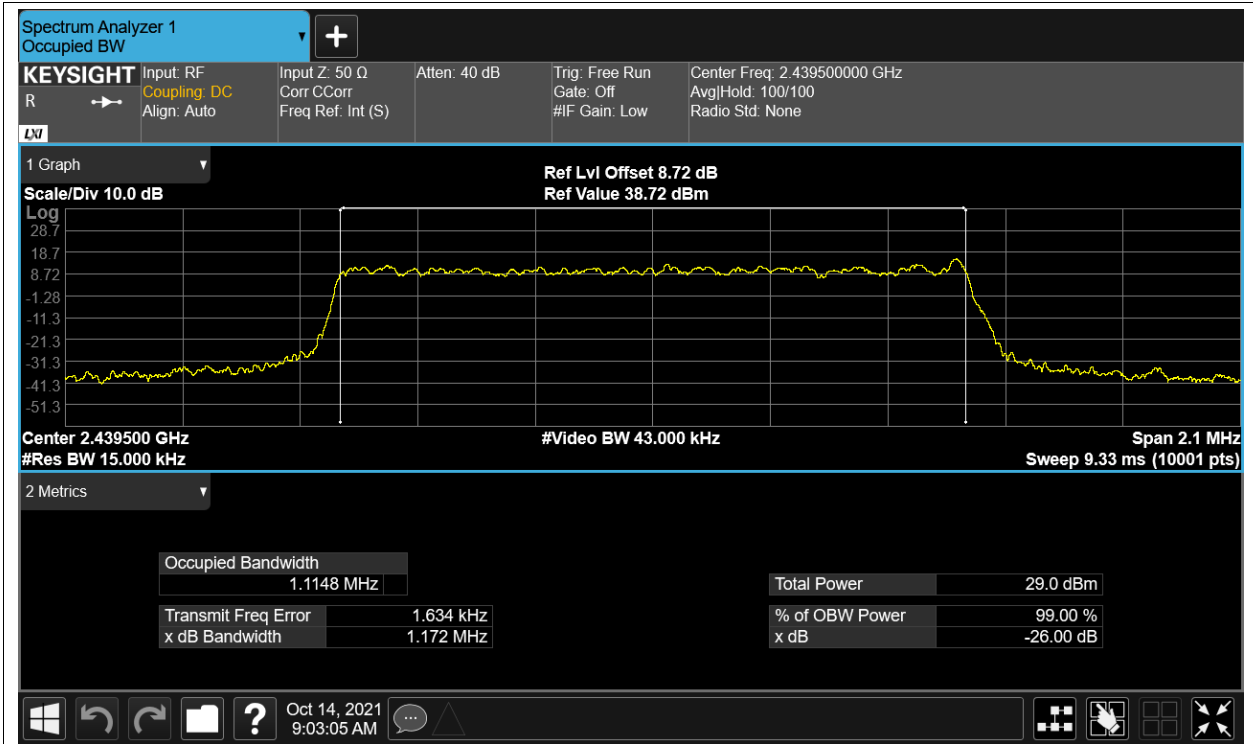 Spectrum Analyzer 1
Occupied BW
+
KEYSIGHT
R
LXI
Input: RF
Coupling: DC
Align: Auto
Input Z: 50 Ω
Corr CCorr
Freq Ref: Int (S)
Atten: 40 dB
Trig: Free Run
Gate: Off
#IF Gain: Low
Center Freq: 2.439500000 GHz
Avg|Hold: 100/100
Radio Std: None
1 Graph
Scale/Div 10.0 dB
Ref Lvl Offset 8.72 dB
Ref Value 38.72 dBm
Log
28.7
18.7
8.72
-1.28
-11.3
-21.3
-31.3
-41.3
-51.3
Center 2.439500 GHz
#Video BW 43.000 kHz
Span 2.1 MHz
#Res BW 15.000 kHz
Sweep 9.33 ms (10001 pts)
2 Metrics
Occupied Bandwidth
1.1148 MHz
Transmit Freq Error 1.634 kHz
x dB Bandwidth 1.172 MHz
Total Power 29.0 dBm
% of OBW Power 99.00 %
x dB -26.00 dB
?
Oct 14, 2021
9:03:05 AM